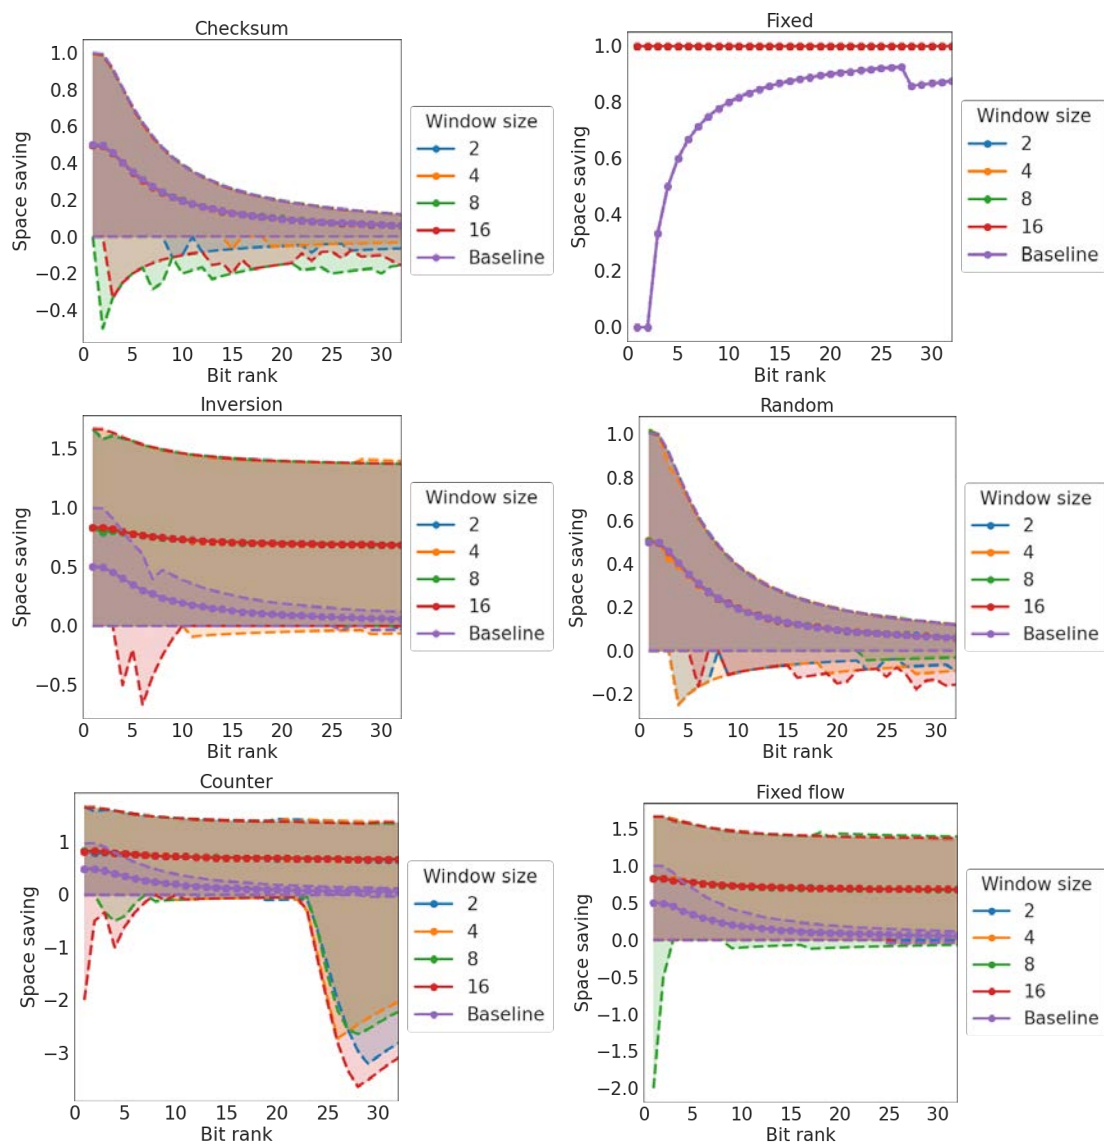 Checksum
Space saving
1.0
0.8
0.6
0.4
0.2
0.0
−0.2
−0.4
0 5 10 15 20 25 30
Bit rank
Window size
2
4
8
16
Baseline
Fixed
Space saving
1.0
0.8
0.6
0.4
0.2
0.0
0 5 10 15 20 25 30
Bit rank
Window size
2
4
8
16
Baseline
Inversion
Space saving
1.5
1.0
0.5
0.0
−0.5
0 5 10 15 20 25 30
Bit rank
Window size
2
4
8
16
Baseline
Random
Space saving
1.0
0.8
0.6
0.4
0.2
0.0
−0.2
0 5 10 15 20 25 30
Bit rank
Window size
2
4
8
16
Baseline
Counter
Space saving
1
0
−1
−2
−3
0 5 10 15 20 25 30
Bit rank
Window size
2
4
8
16
Baseline
Fixed flow
Space saving
1.5
1.0
0.5
0.0
−0.5
−1.0
−1.5
−2.0
0 5 10 15 20 25 30
Bit rank
Window size
2
4
8
16
Baseline